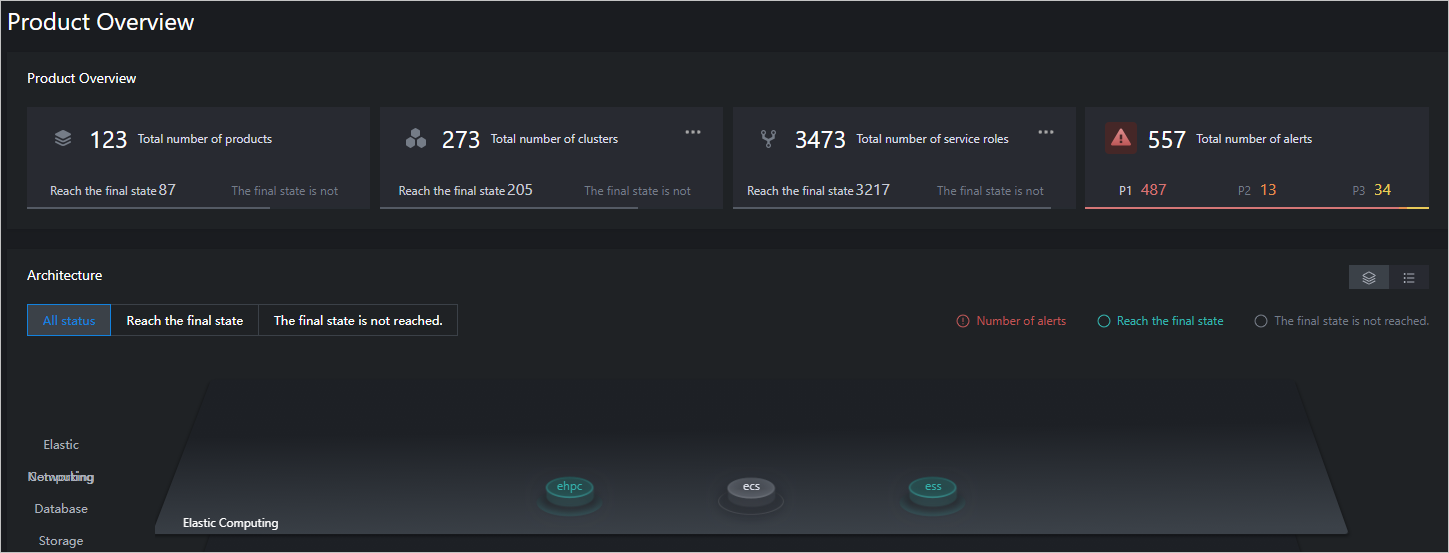 Product Overview
Product Overview
123 Total number of products
Reach the final state 87 The final state is not
273 Total number of clusters
Reach the final state 205 The final state is not
3473 Total number of service roles
Reach the final state 3217 The final state is not
557 Total number of alerts
P1 487 P2 13 P3 34
Architecture
All status Reach the final state The final state is not reached.
Number of alerts Reach the final state The final state is not reached.
Elastic
Database
Storage
ehpc ecs ess
Elastic Computing